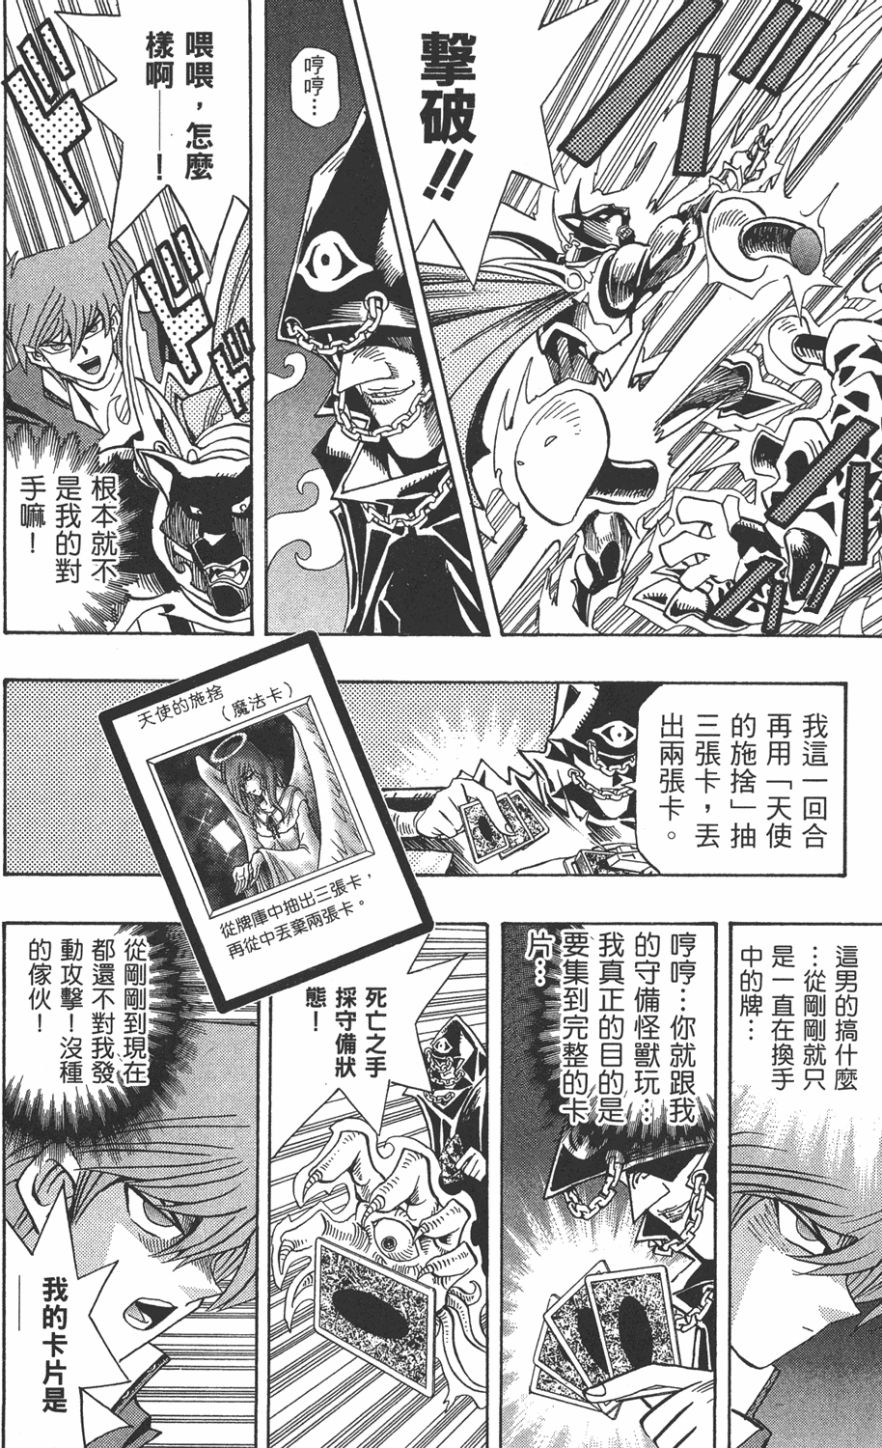 擊破!!
哼哼…
喂喂，怎麼
樣啊——！
根本就不
是我的對
手嘛！
ドドドド
我這一回合
再用「天使
的施捨」抽
三張卡，丟
出兩張卡。
天使的施捨
（魔法卡）
從牌庫中抽出三張卡，
再從中丟棄兩張卡。
這男的搞什麼
…從剛剛就只
是一直在換手
中的牌…
哼哼…你就跟我
的守備怪獸玩…
我真正的目的是
要集到完整的卡
片…
死亡之手
採守備狀
態！
從剛剛到現在
都還不對我發
動攻擊！沒種
的傢伙！
我的卡片是
——